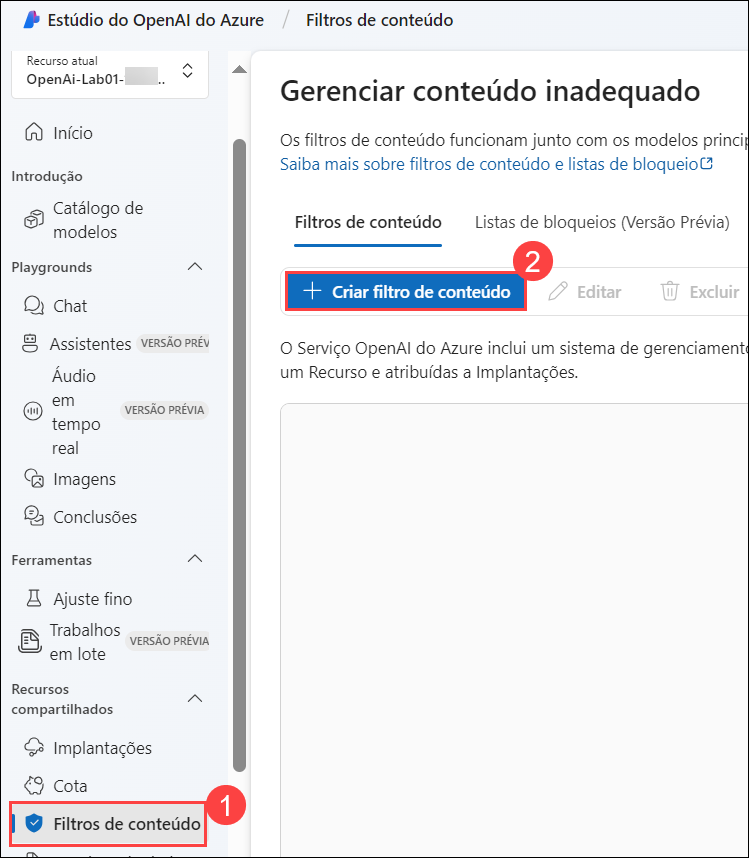 Estúdio do OpenAI do Azure / Filtros de conteúdo
Recurso atual
OpenAi-Lab01-
..
Início
Introdução
Catálogo de
modelos
Playgrounds
Chat
Assistentes VERSÃO PRÉV
Áudio
em
tempo
real
VERSÃO PRÉVIA
Imagens
Conclusões
Ferramentas
Ajuste fino
Trabalhos
em lote
VERSÃO PRÉVIA
Recursos
compartilhados
Implantações
Cota
Filtros de conteúdo
1
Gerenciar conteúdo inadequado
Os filtros de conteúdo funcionam junto com os modelos princip
Saiba mais sobre filtros de conteúdo e listas de bloqueio
Filtros de conteúdo Listas de bloqueios (Versão Prévia)
2
Criar filtro de conteúdo Editar Excluir
O Serviço OpenAI do Azure inclui um sistema de gerenciamento
um Recurso e atribuídas a Implantações.